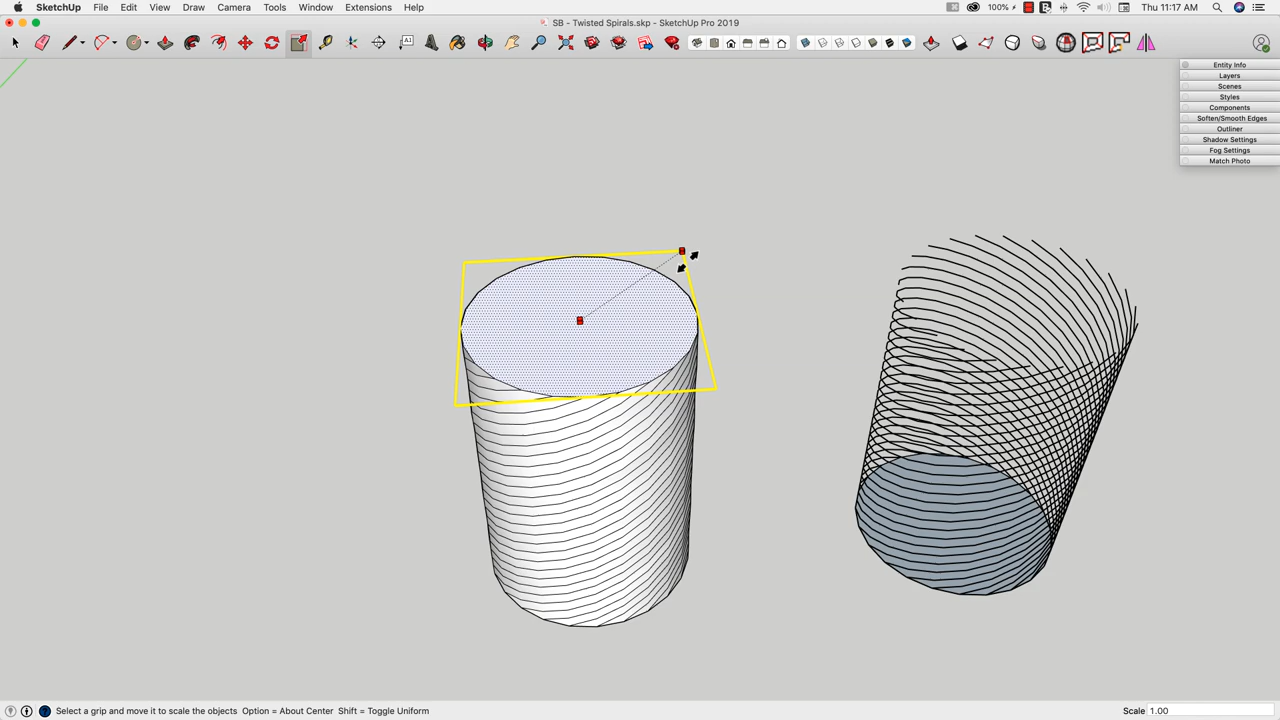 SketchUp File Edit View Draw Camera Tools Window Extensions Help 100% Thu 11:17 AM
SB - Twisted Spirals.skp - SketchUp Pro 2019
Entity Info
Layers
Scenes
Styles
Components
Soften/Smooth Edges
Outliner
Shadow Settings
Fog Settings
Match Photo
Select a grip and move it to scale the objects Option = About Center Shift = Toggle Uniform Scale 1.00